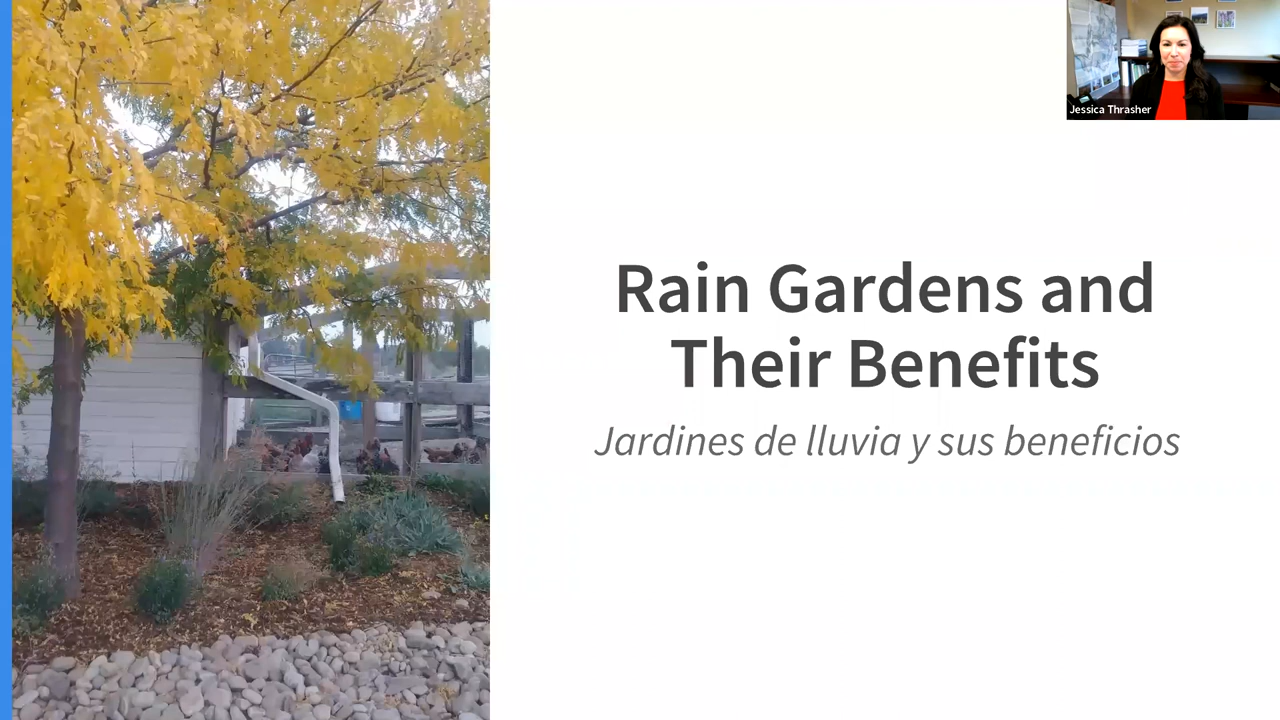 Jessica Thrasher
Rain Gardens and
Their Benefits
Jardines de lluvia y sus beneficios